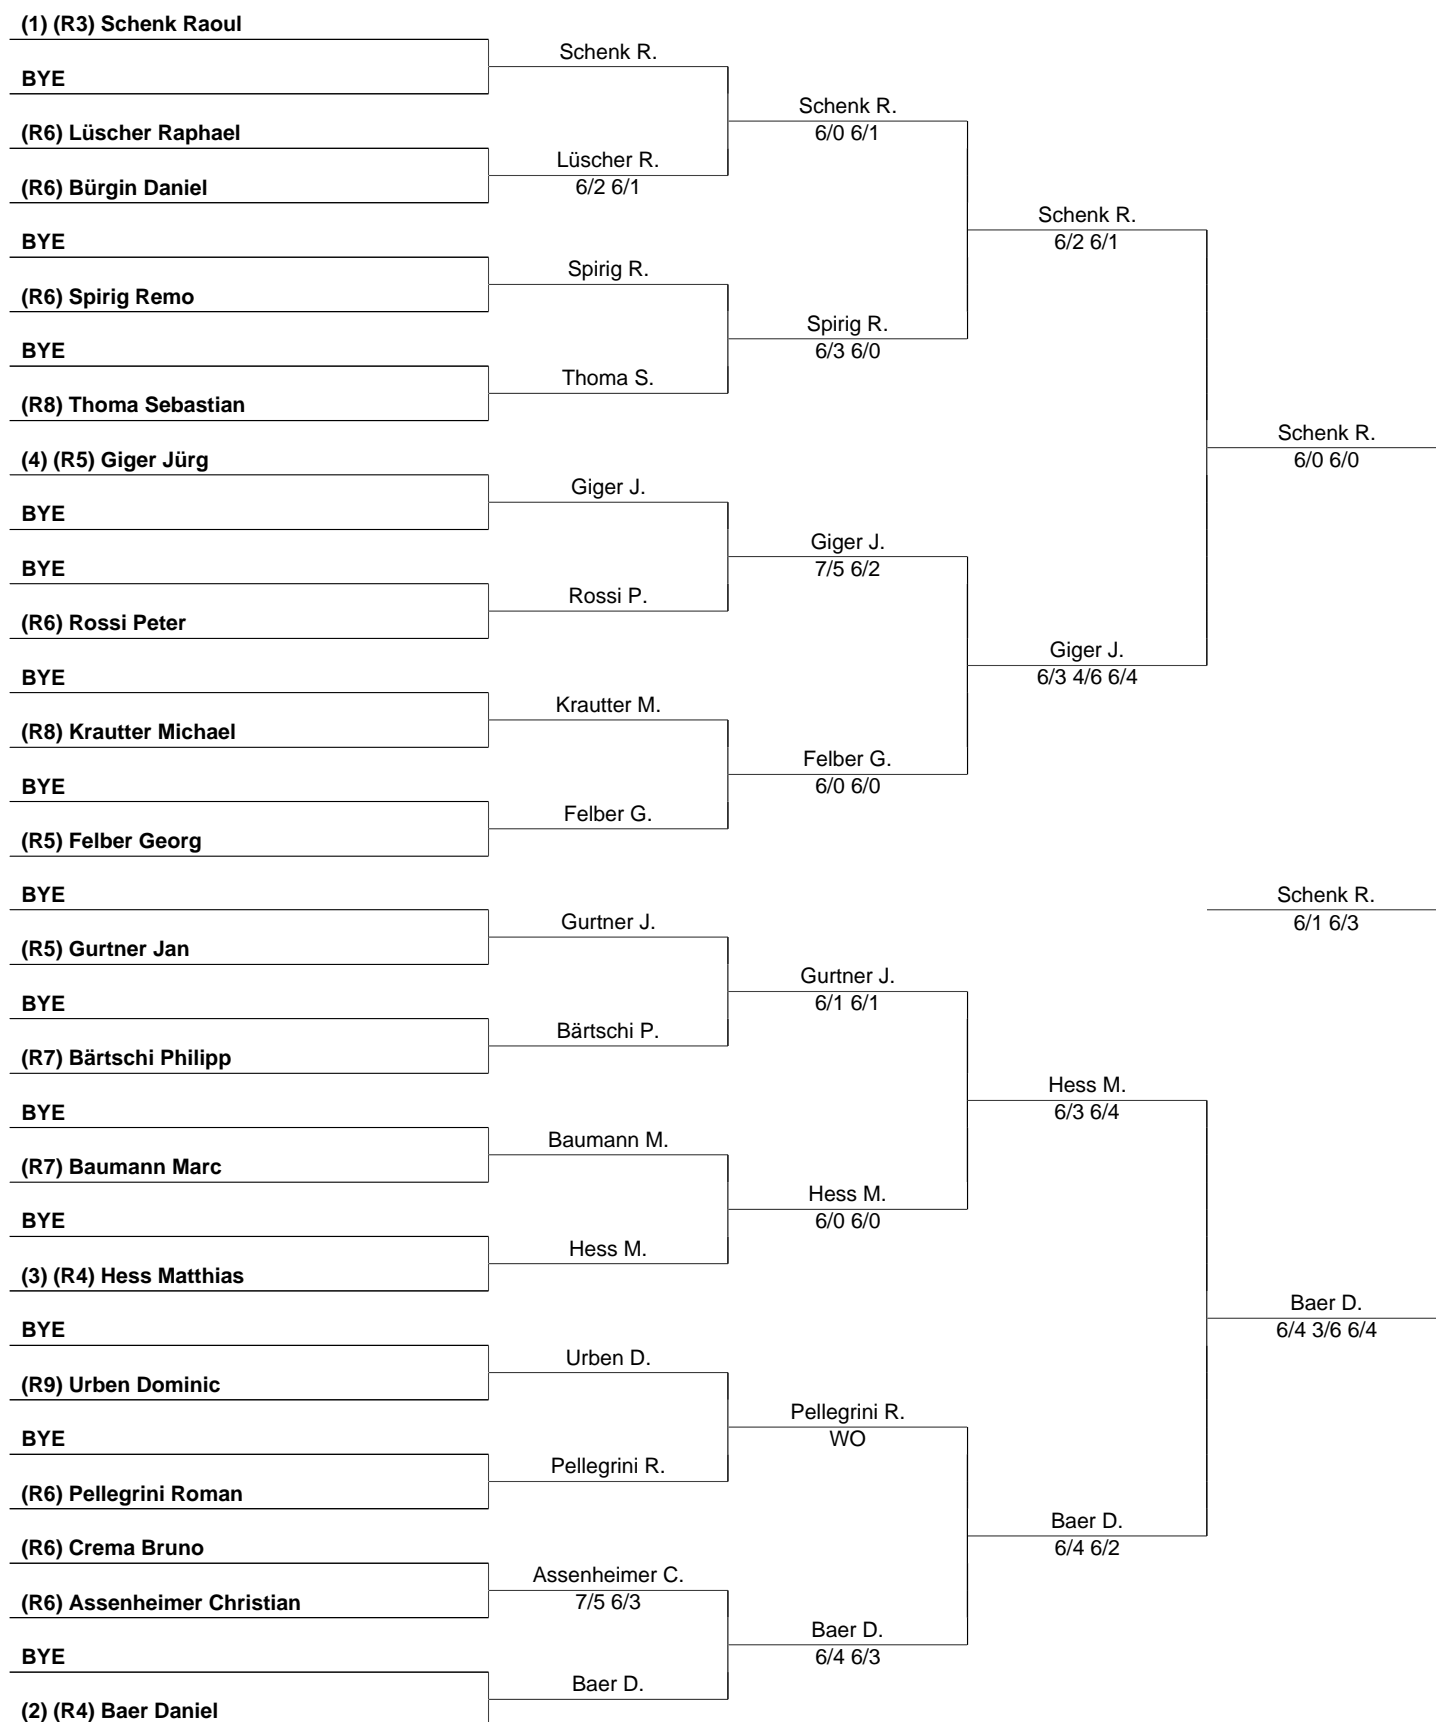 (1) (R3) Schenk Raoul
BYE
(R6) Lüscher Raphael
(R6) Bürgin Daniel
BYE
(R6) Spirig Remo
BYE
(R8) Thoma Sebastian
(4) (R5) Giger Jürg
BYE
BYE
(R6) Rossi Peter
BYE
(R8) Krautter Michael
BYE
(R5) Felber Georg
BYE
(R5) Gurtner Jan
BYE
(R7) Bärtschi Philipp
BYE
(R7) Baumann Marc
BYE
(3) (R4) Hess Matthias
BYE
(R9) Urben Dominic
BYE
(R6) Pellegrini Roman
(R6) Crema Bruno
(R6) Assenheimer Christian
BYE
(2) (R4) Baer Daniel
Schenk R.
Lüscher R.
6/2 6/1
Spirig R.
Thoma S.
Giger J.
Rossi P.
Krautter M.
Felber G.
Gurtner J.
Bärtschi P.
Baumann M.
Hess M.
Urben D.
Pellegrini R.
Assenheimer C.
7/5 6/3
Baer D.
Schenk R.
6/0 6/1
Spirig R.
6/3 6/0
Giger J.
7/5 6/2
Felber G.
6/0 6/0
Gurtner J.
6/1 6/1
Hess M.
6/0 6/0
Pellegrini R.
WO
Baer D.
6/4 6/3
Schenk R.
6/2 6/1
Giger J.
6/3 4/6 6/4
Hess M.
6/3 6/4
Baer D.
6/4 6/2
Schenk R.
6/0 6/0
Schenk R.
6/1 6/3
Baer D.
6/4 3/6 6/4